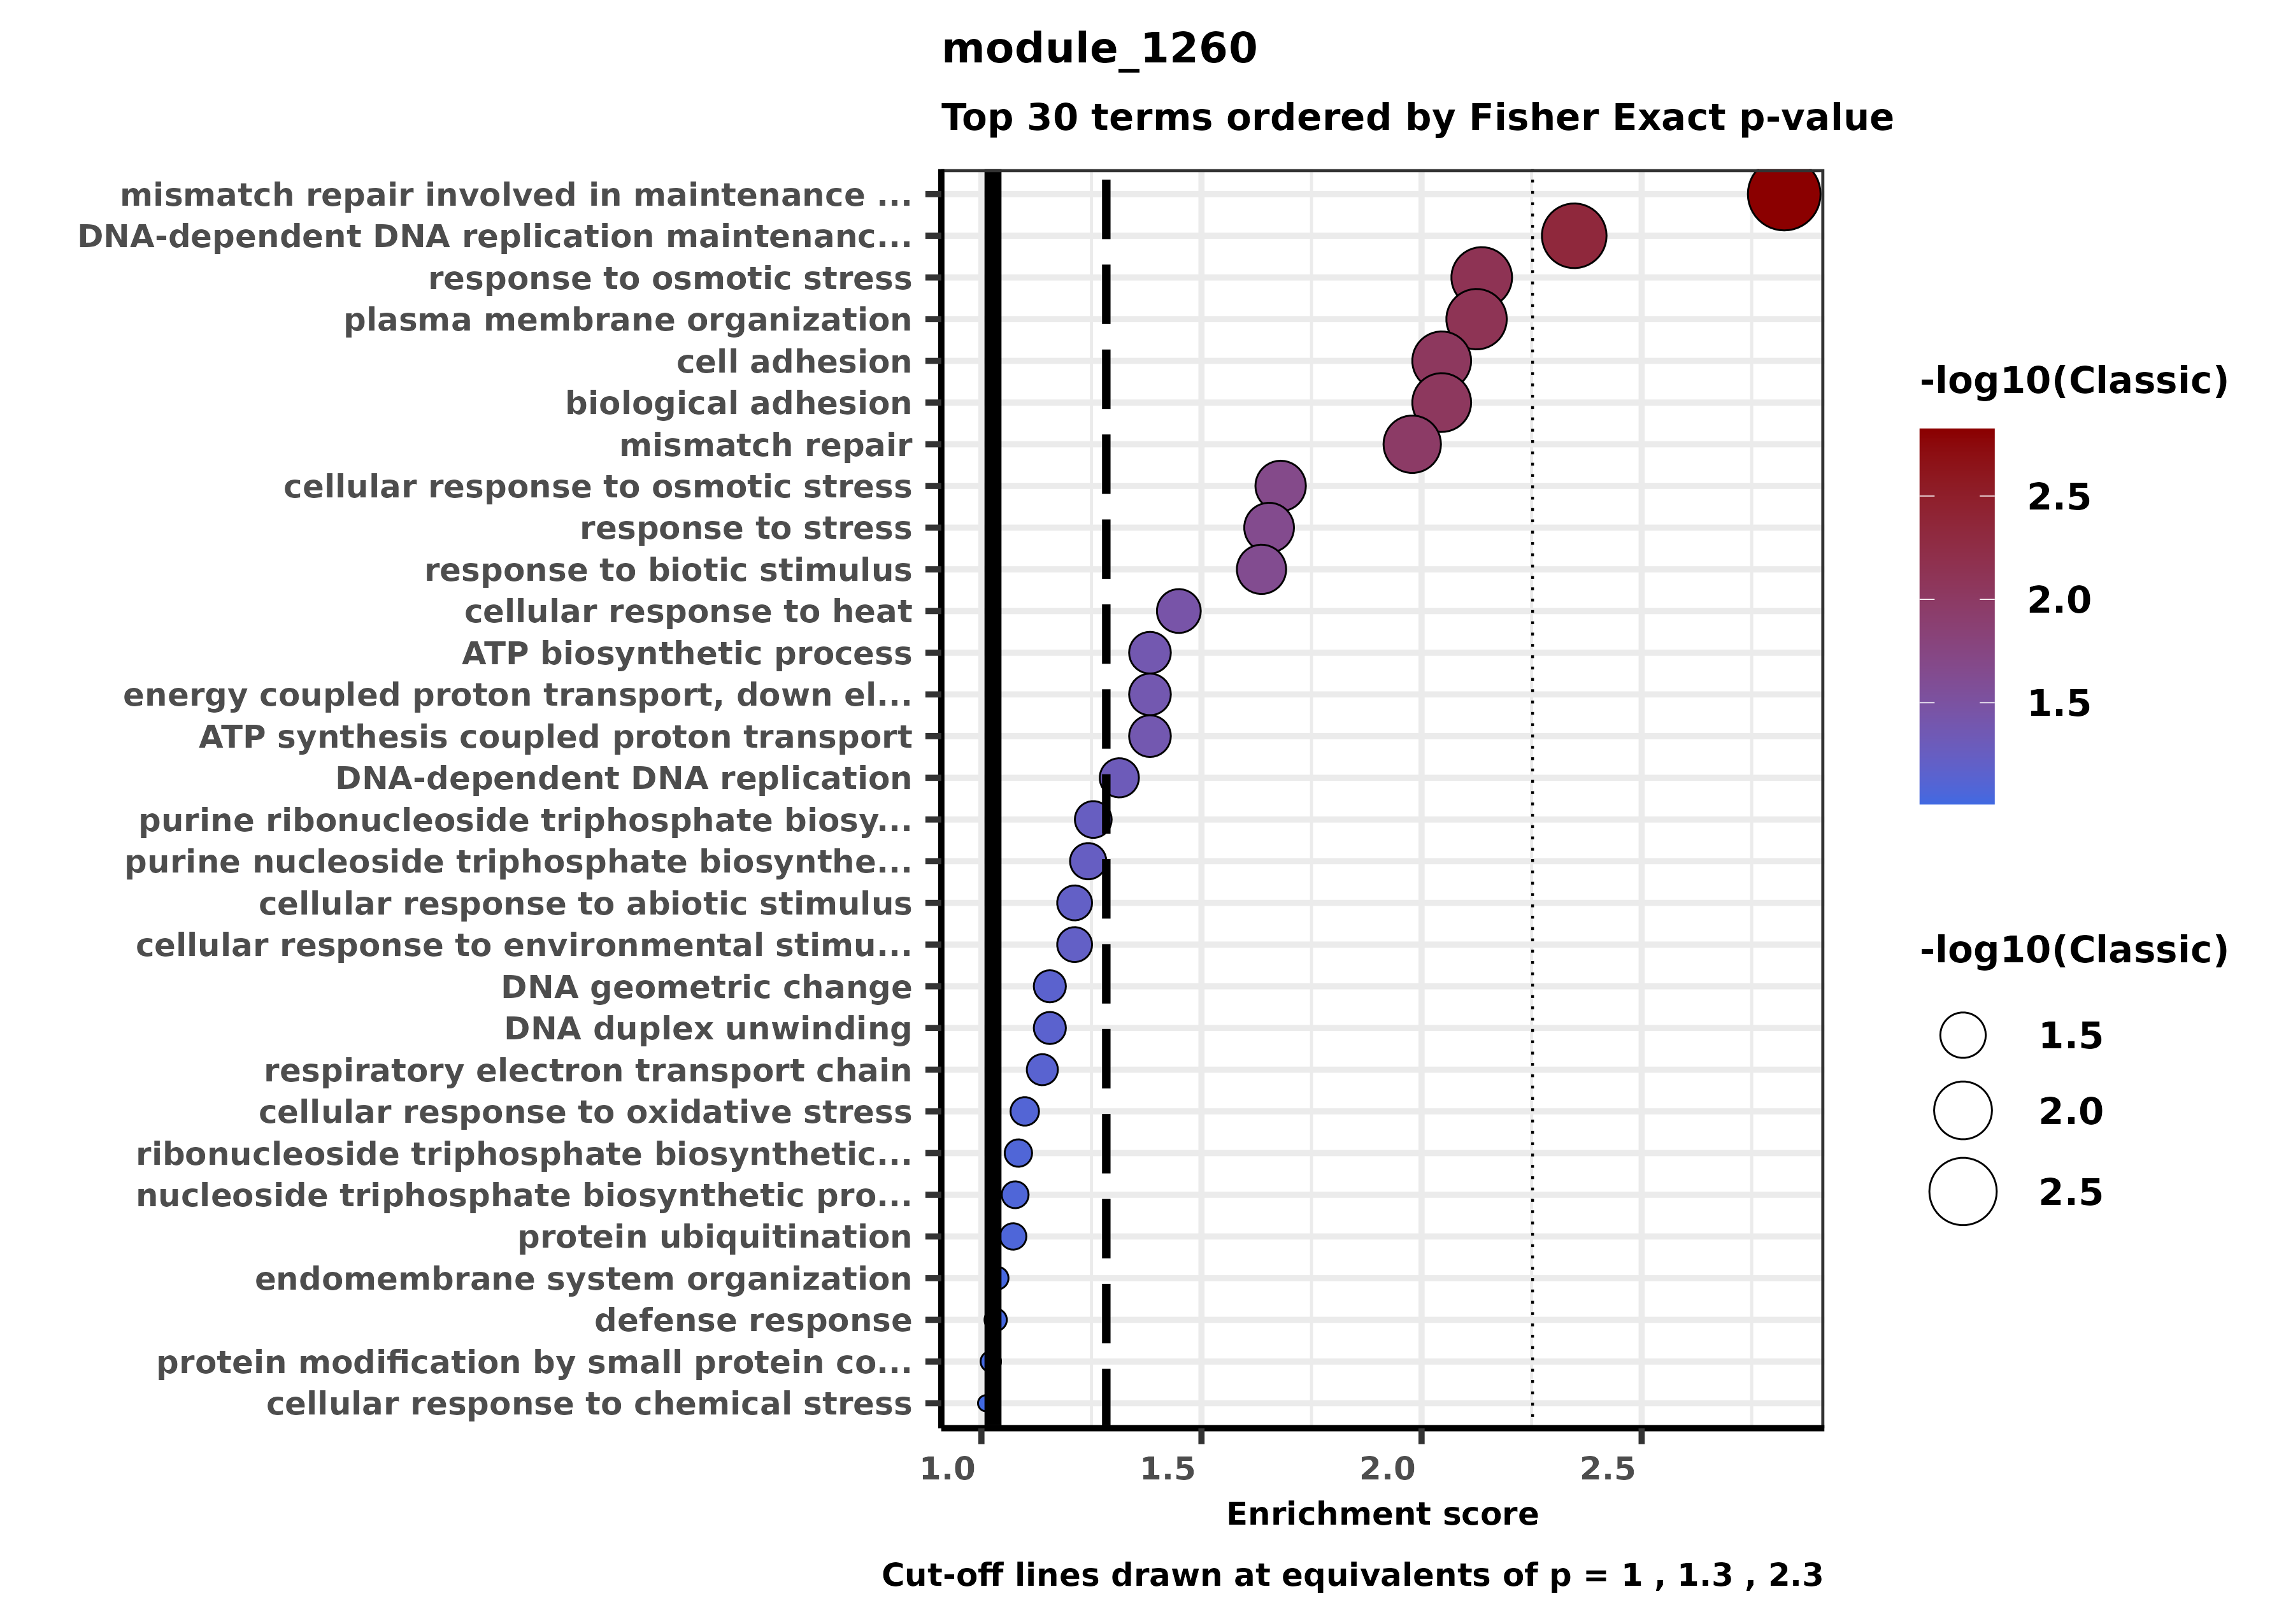 module_1260
Top 30 terms ordered by Fisher Exact p-value
mismatch repair involved in maintenance ...
DNA-dependent DNA replication maintenanc...
response to osmotic stress
plasma membrane organization
cell adhesion
biological adhesion
mismatch repair
cellular response to osmotic stress
response to stress
response to biotic stimulus
cellular response to heat
ATP biosynthetic process
energy coupled proton transport, down el...
ATP synthesis coupled proton transport
DNA-dependent DNA replication
purine ribonucleoside triphosphate biosy...
purine nucleoside triphosphate biosynthe...
cellular response to abiotic stimulus
cellular response to environmental stimu...
DNA geometric change
DNA duplex unwinding
respiratory electron transport chain
cellular response to oxidative stress
ribonucleoside triphosphate biosynthetic...
nucleoside triphosphate biosynthetic pro...
protein ubiquitination
endomembrane system organization
defense response
protein modification by small protein co...
cellular response to chemical stress
1.0 1.5 2.0 2.5
Enrichment score
Cut-off lines drawn at equivalents of p = 1 , 1.3 , 2.3
-log10(Classic)
2.5
2.0
1.5
-log10(Classic)
1.5
2.0
2.5